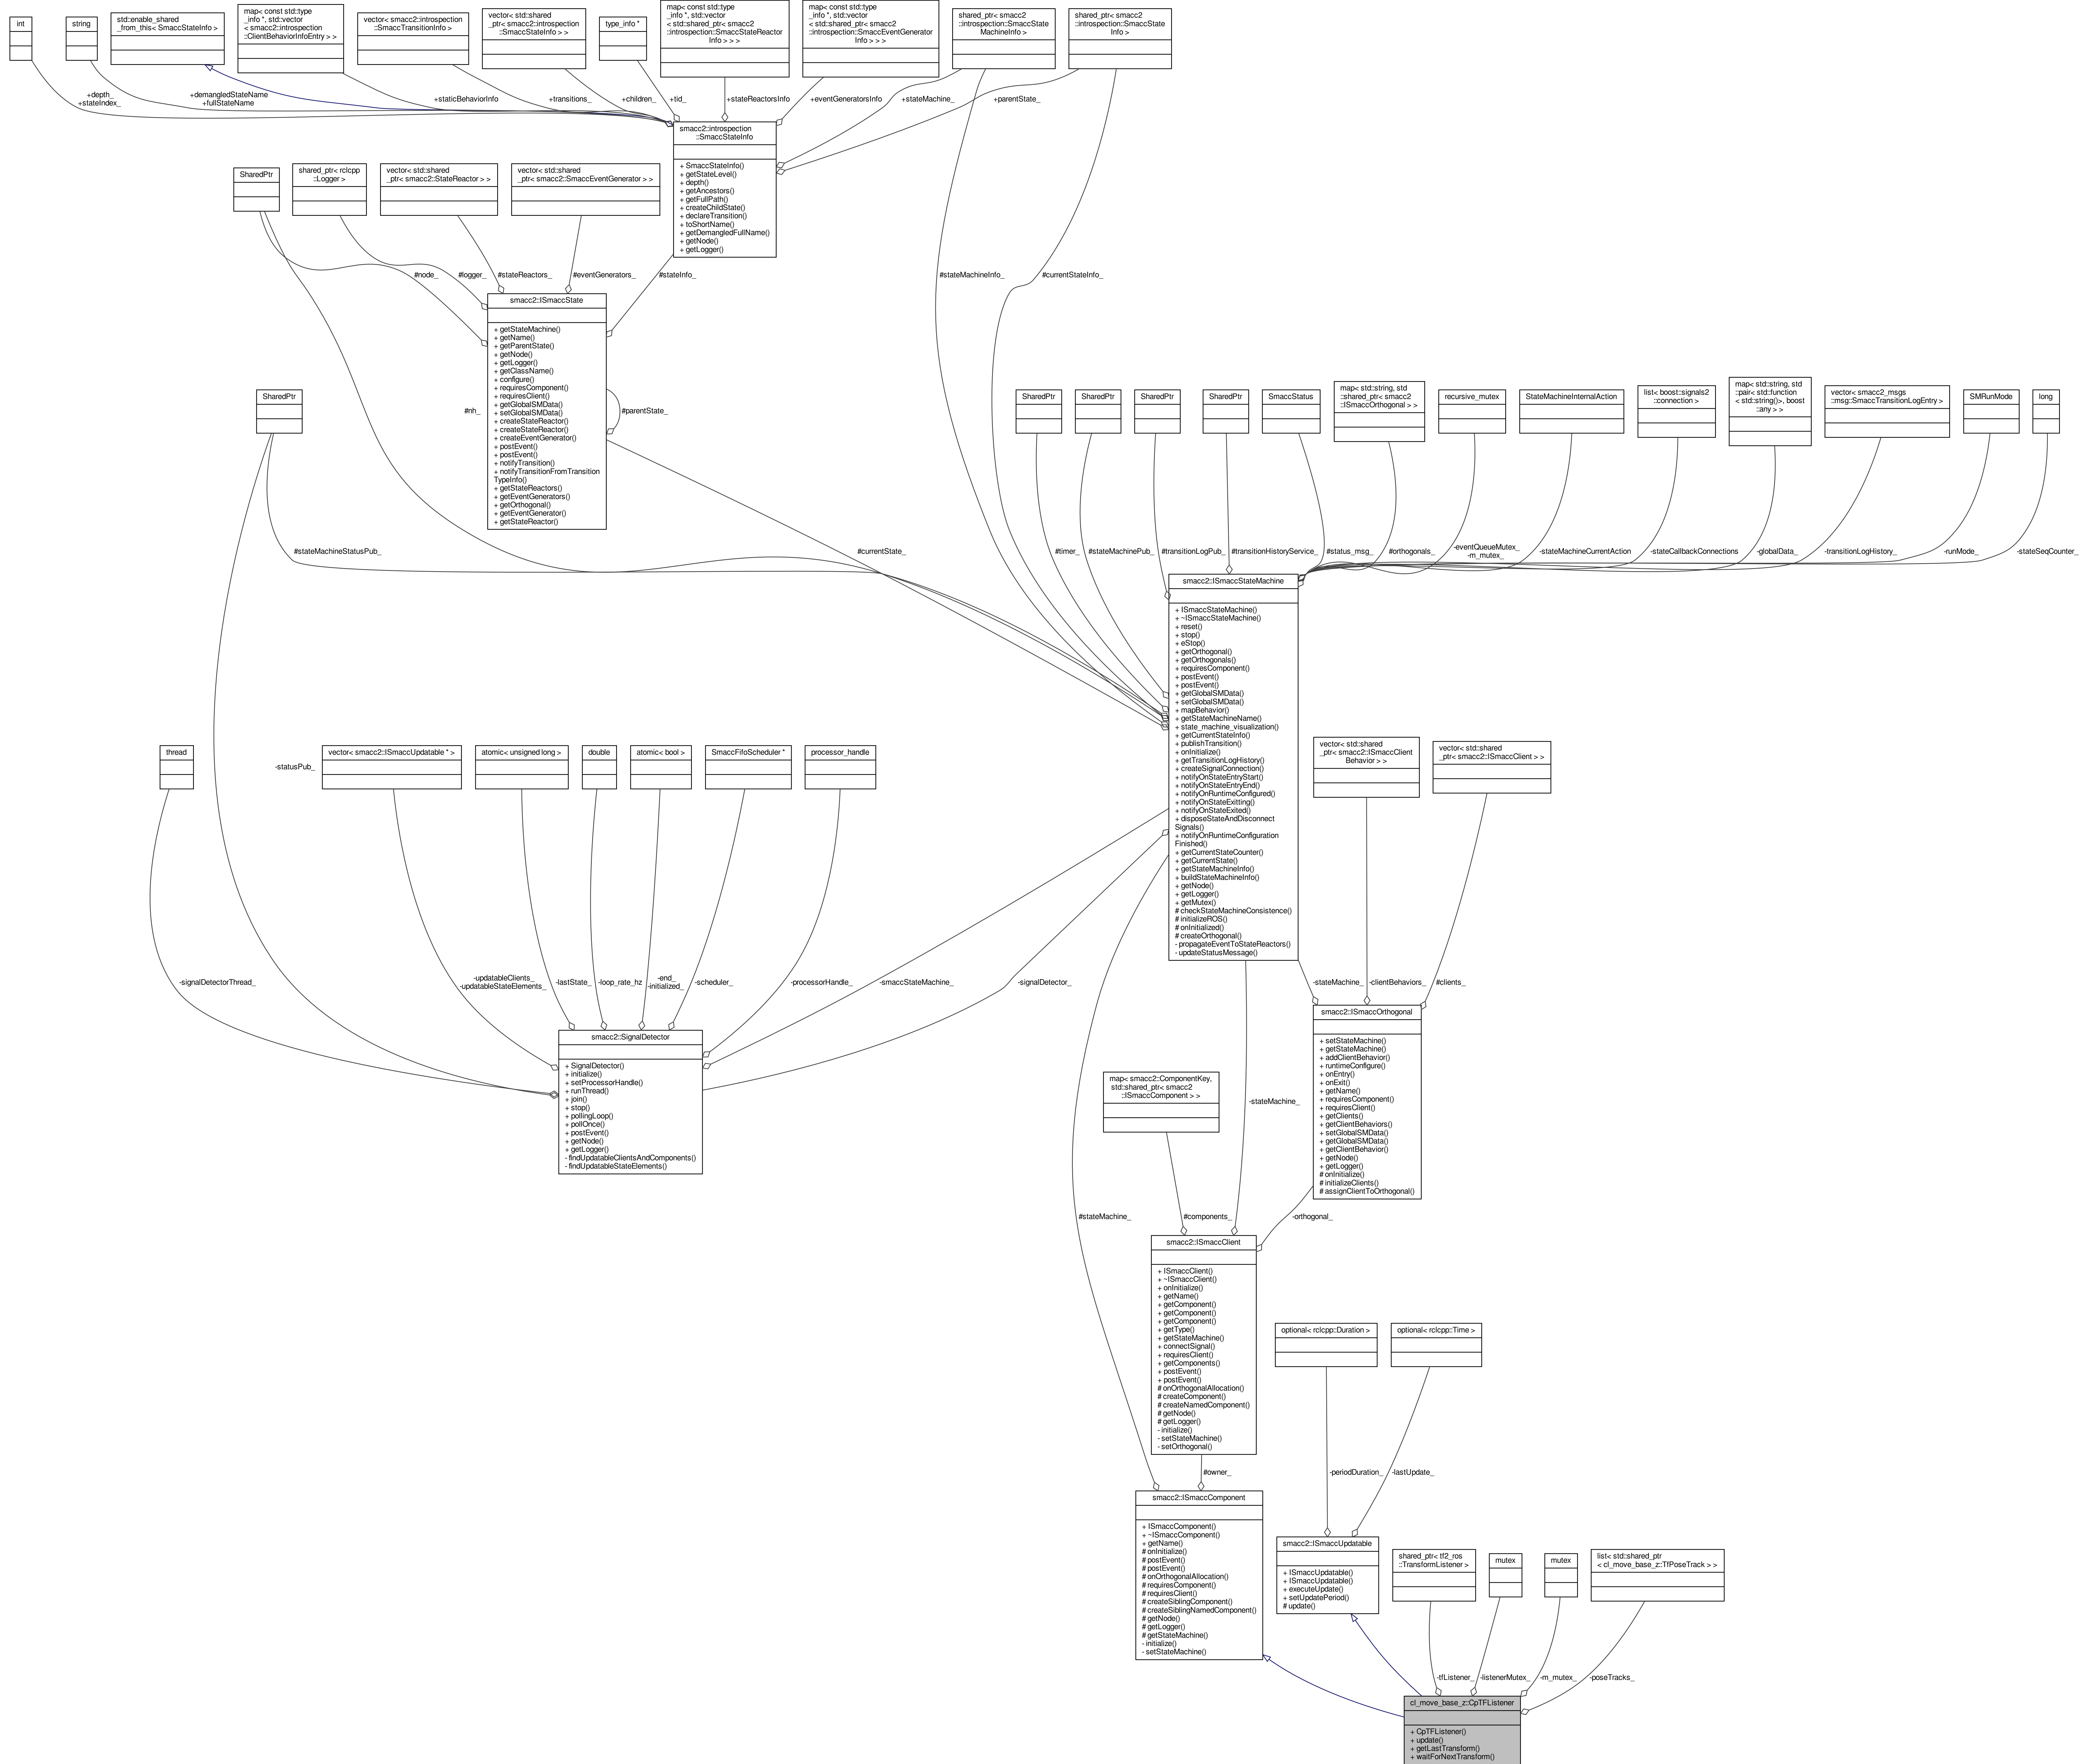 int
string
std::enable_shared
_from_this< SmaccStateInfo >
map< const std::type
_info *, std::vector
< smacc2::introspection
::ClientBehaviorInfoEntry > >
vector< smacc2::introspection
::SmaccTransitionInfo >
vector< std::shared
_ptr< smacc2::introspection
::SmaccStateInfo > >
type_info *
map< const std::type
_info *, std::vector
< std::shared_ptr< smacc2
::introspection::SmaccStateReactor
Info > > >
map< const std::type
_info *, std::vector
< std::shared_ptr< smacc2
::introspection::SmaccEventGenerator
Info > > >
shared_ptr< smacc2
::introspection::SmaccState
MachineInfo >
shared_ptr< smacc2
::introspection::SmaccState
Info >
+depth_
+stateIndex_
+demangledStateName
+fullStateName
+staticBehaviorInfo
+transitions_
+children_
+tid_
+stateReactorsInfo
+eventGeneratorsInfo
+stateMachine_
+parentState_
smacc2::introspection
::SmaccStateInfo
+ SmaccStateInfo()
+ getStateLevel()
+ depth()
+ getAncestors()
+ getFullPath()
+ createChildState()
+ declareTransition()
+ toShortName()
+ getDemangledFullName()
+ getNode()
+ getLogger()
SharedPtr
shared_ptr< rclcpp
::Logger >
vector< std::shared
_ptr< smacc2::StateReactor > >
vector< std::shared
_ptr< smacc2::SmaccEventGenerator > >
#node_
#logger_
#stateReactors_
#eventGenerators_
#stateInfo_
#stateMachineInfo_
#currentStateInfo_
smacc2::ISmaccState
+ getStateMachine()
+ getName()
+ getParentState()
+ getNode()
+ getLogger()
+ getClassName()
+ configure()
+ requiresComponent()
+ requiresClient()
+ getGlobalSMData()
+ setGlobalSMData()
+ createStateReactor()
+ createStateReactor()
+ createEventGenerator()
+ postEvent()
+ postEvent()
+ notifyTransition()
+ notifyTransitionFromTransition
TypeInfo()
+ getStateReactors()
+ getEventGenerators()
+ getOrthogonal()
+ getEventGenerator()
+ getStateReactor()
#nh_
#parentState_
SharedPtr
SharedPtr
SharedPtr
SharedPtr
SharedPtr
SmaccStatus
map< std::string, std
::shared_ptr< smacc2
::ISmaccOrthogonal > >
recursive_mutex
StateMachineInternalAction
list< boost::signals2
::connection >
map< std::string, std
::pair< std::function
< std::string()>, boost
::any > >
vector< smacc2_msgs
::msg::SmaccTransitionLogEntry >
SMRunMode
long
#stateMachineStatusPub_
#currentState_
#timer_
#stateMachinePub_
#transitionLogPub_
#transitionHistoryService_
#status_msg_
#orthogonals_
-eventQueueMutex_
-m_mutex_
-stateMachineCurrentAction
-stateCallbackConnections
-globalData_
-transitionLogHistory_
-runMode_
-stateSeqCounter_
smacc2::ISmaccStateMachine
+ ISmaccStateMachine()
+ ~ISmaccStateMachine()
+ reset()
+ stop()
+ eStop()
+ getOrthogonal()
+ getOrthogonals()
+ requiresComponent()
+ postEvent()
+ postEvent()
+ getGlobalSMData()
+ setGlobalSMData()
+ mapBehavior()
+ getStateMachineName()
+ state_machine_visualization()
+ getCurrentStateInfo()
+ publishTransition()
+ onInitialize()
+ getTransitionLogHistory()
+ createSignalConnection()
+ notifyOnStateEntryStart()
+ notifyOnStateEntryEnd()
+ notifyOnRuntimeConfigured()
+ notifyOnStateExitting()
+ notifyOnStateExited()
+ disposeStateAndDisconnect
Signals()
+ notifyOnRuntimeConfiguration
Finished()
+ getCurrentStateCounter()
+ getCurrentState()
+ getStateMachineInfo()
+ buildStateMachineInfo()
+ getNode()
+ getLogger()
+ getMutex()
# checkStateMachineConsistence()
# initializeROS()
# onInitialized()
# createOrthogonal()
- propagateEventToStateReactors()
- updateStatusMessage()
thread
-statusPub_
vector< smacc2::ISmaccUpdatable * >
atomic< unsigned long >
double
atomic< bool >
SmaccFifoScheduler *
processor_handle
vector< std::shared
_ptr< smacc2::ISmaccClient
Behavior > >
vector< std::shared
_ptr< smacc2::ISmaccClient > >
-signalDetectorThread_
-updatableClients_
-updatableStateElements_
-lastState_
-loop_rate_hz
-end_
-initialized_
-scheduler_
-processorHandle_
-smaccStateMachine_
-signalDetector_
-stateMachine_
-clientBehaviors_
#clients_
smacc2::SignalDetector
+ SignalDetector()
+ initialize()
+ setProcessorHandle()
+ runThread()
+ join()
+ stop()
+ pollingLoop()
+ pollOnce()
+ postEvent()
+ getNode()
+ getLogger()
- findUpdatableClientsAndComponents()
- findUpdatableStateElements()
smacc2::ISmaccOrthogonal
+ setStateMachine()
+ getStateMachine()
+ addClientBehavior()
+ runtimeConfigure()
+ onEntry()
+ onExit()
+ getName()
+ requiresComponent()
+ requiresClient()
+ getClients()
+ getClientBehaviors()
+ setGlobalSMData()
+ getGlobalSMData()
+ getClientBehavior()
+ getNode()
+ getLogger()
# onInitialize()
# initializeClients()
# assignClientToOrthogonal()
map< smacc2::ComponentKey,
std::shared_ptr< smacc2
::ISmaccComponent > >
-stateMachine_
#stateMachine_
#components_
-orthogonal_
smacc2::ISmaccClient
+ ISmaccClient()
+ ~ISmaccClient()
+ onInitialize()
+ getName()
+ getComponent()
+ getComponent()
+ getComponent()
+ getType()
+ getStateMachine()
+ connectSignal()
+ requiresClient()
+ getComponents()
+ postEvent()
+ postEvent()
# onOrthogonalAllocation()
# createComponent()
# createNamedComponent()
# getNode()
# getLogger()
- initialize()
- setStateMachine()
- setOrthogonal()
optional< rclcpp::Duration >
optional< rclcpp::Time >
#owner_
-periodDuration_
-lastUpdate_
smacc2::ISmaccComponent
+ ISmaccComponent()
+ ~ISmaccComponent()
+ getName()
# onInitialize()
# postEvent()
# postEvent()
# onOrthogonalAllocation()
# requiresComponent()
# requiresClient()
# createSiblingComponent()
# createSiblingNamedComponent()
# getNode()
# getLogger()
# getStateMachine()
- initialize()
- setStateMachine()
smacc2::ISmaccUpdatable
+ ISmaccUpdatable()
+ ISmaccUpdatable()
+ executeUpdate()
+ setUpdatePeriod()
# update()
shared_ptr< tf2_ros
::TransformListener >
mutex
mutex
list< std::shared_ptr
< cl_move_base_z::TfPoseTrack > >
-tfListener_
-listenerMutex_
-m_mutex_
-poseTracks_
cl_move_base_z::CpTFListener
+ CpTFListener()
+ update()
+ getLastTransform()
+ waitForNextTransform()